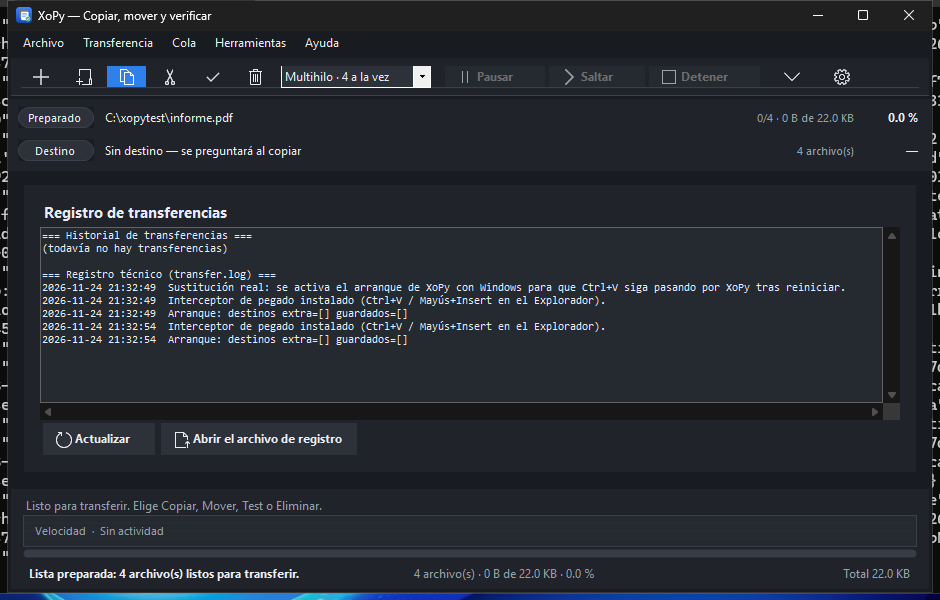 XoPy — Copiar, mover y verificar
Archivo Transferencia Cola Herramientas Ayuda
Multihilo · 4 a la vez Pausar Saltar Detener
Preparado C:\xopytest\informe.pdf 0/4 · 0 B de 22.0 KB 0.0 %
Destino Sin destino — se preguntará al copiar 4 archivo(s) —
Registro de transferencias
=== Historial de transferencias ===
(todavía no hay transferencias)
=== Registro técnico (transfer.log) ===
2026-11-24 21:32:49 Sustitución real: se activa el arranque de XoPy con Windows para que Ctrl+V siga pasando por XoPy tras reiniciar.
2026-11-24 21:32:49 Interceptor de pegado instalado (Ctrl+V / Mayús+Insert en el Explorador).
2026-11-24 21:32:49 Arranque: destinos extra=[] guardados=[]
2026-11-24 21:32:54 Interceptor de pegado instalado (Ctrl+V / Mayús+Insert en el Explorador).
2026-11-24 21:32:54 Arranque: destinos extra=[] guardados=[]
Actualizar Abrir el archivo de registro
Listo para transferir. Elige Copiar, Mover, Test o Eliminar.
Velocidad · Sin actividad
Lista preparada: 4 archivo(s) listos para transferir. 4 archivo(s) · 0 B de 22.0 KB · 0.0 % Total 22.0 KB